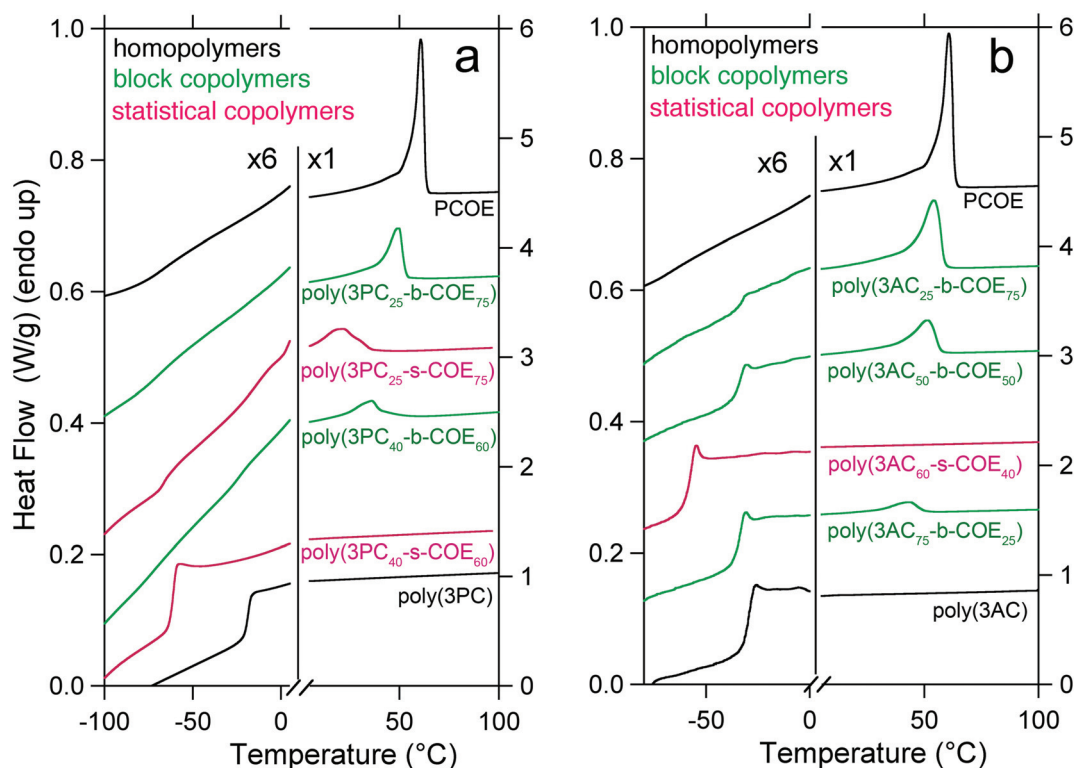 homopolymers
block copolymers
statistical copolymers
a
x6
x1
PCOE
poly(3PC25-b-COE75)
poly(3PC25-s-COE75)
poly(3PC40-b-COE60)
poly(3PC40-s-COE60)
poly(3PC)
1.0
0.8
0.6
0.4
0.2
0.0
6
5
4
3
2
1
0
-100
-50
0
50
100
Heat Flow (W/g) (endo up)
Temperature (°C)
homopolymers
block copolymers
statistical copolymers
b
x6
x1
PCOE
poly(3AC25-b-COE75)
poly(3AC50-b-COE50)
poly(3AC60-s-COE40)
poly(3AC75-b-COE25)
poly(3AC)
1.0
0.8
0.6
0.4
0.2
0.0
6
5
4
3
2
1
0
-50
0
50
100
Temperature (°C)